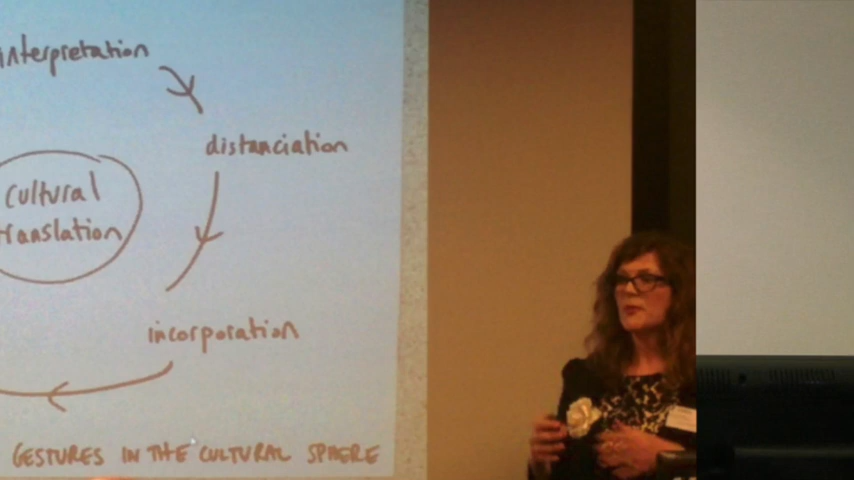 interpretation
distanciation
cultural
translation
incorporation
GESTURES IN THE CULTURAL SPHERE